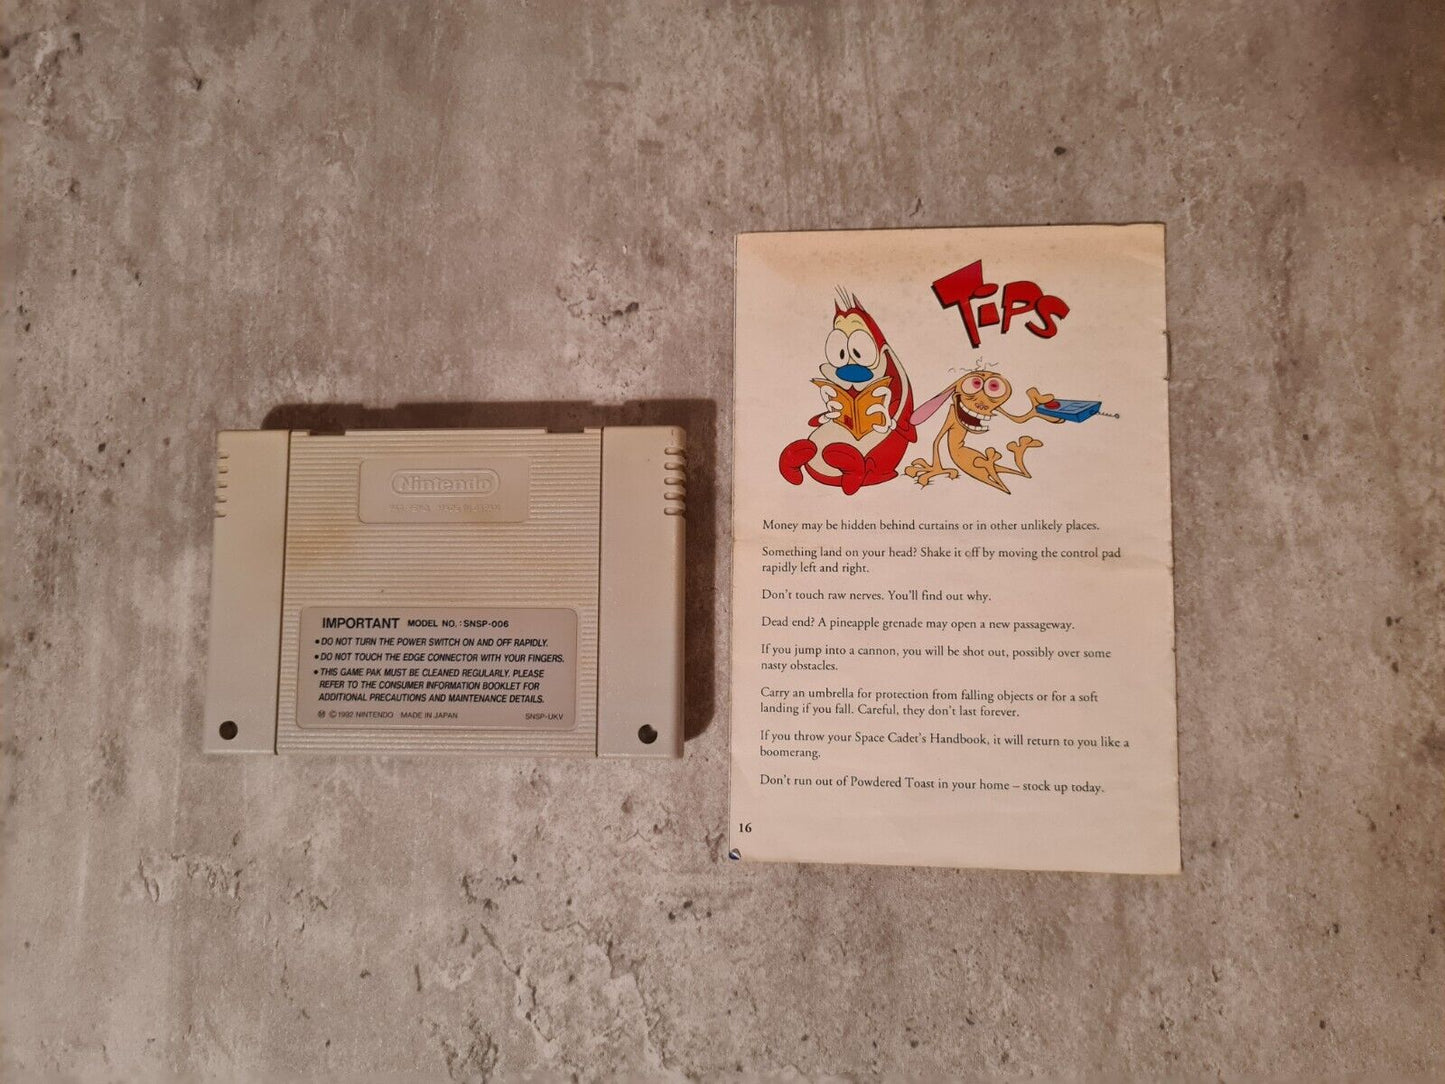 Nintendo
IMPORTANT MODEL NO.: SNSP-006
• DO NOT TURN THE POWER SWITCH ON AND OFF RAPIDLY.
• DO NOT TOUCH THE EDGE CONNECTOR WITH YOUR FINGERS.
• THIS GAME PAK MUST BE CLEANED REGULARLY. PLEASE
REFER TO THE CONSUMER INFORMATION BOOKLET FOR
ADDITIONAL PRECAUTIONS AND MAINTENANCE DETAILS.
Ⓜ © 1992 NINTENDO MADE IN JAPAN SNSP-UKV
TiPS
Money may be hidden behind curtains or in other unlikely places.
Something land on your head? Shake it off by moving the control pad
rapidly left and right.
Don't touch raw nerves. You'll find out why.
Dead end? A pineapple grenade may open a new passageway.
If you jump into a cannon, you will be shot out, possibly over some
nasty obstacles.
Carry an umbrella for protection from falling objects or for a soft
landing if you fall. Careful, they don't last forever.
If you throw your Space Cadet's Handbook, it will return to you like a
boomerang.
Don't run out of Powdered Toast in your home – stock up today.
16